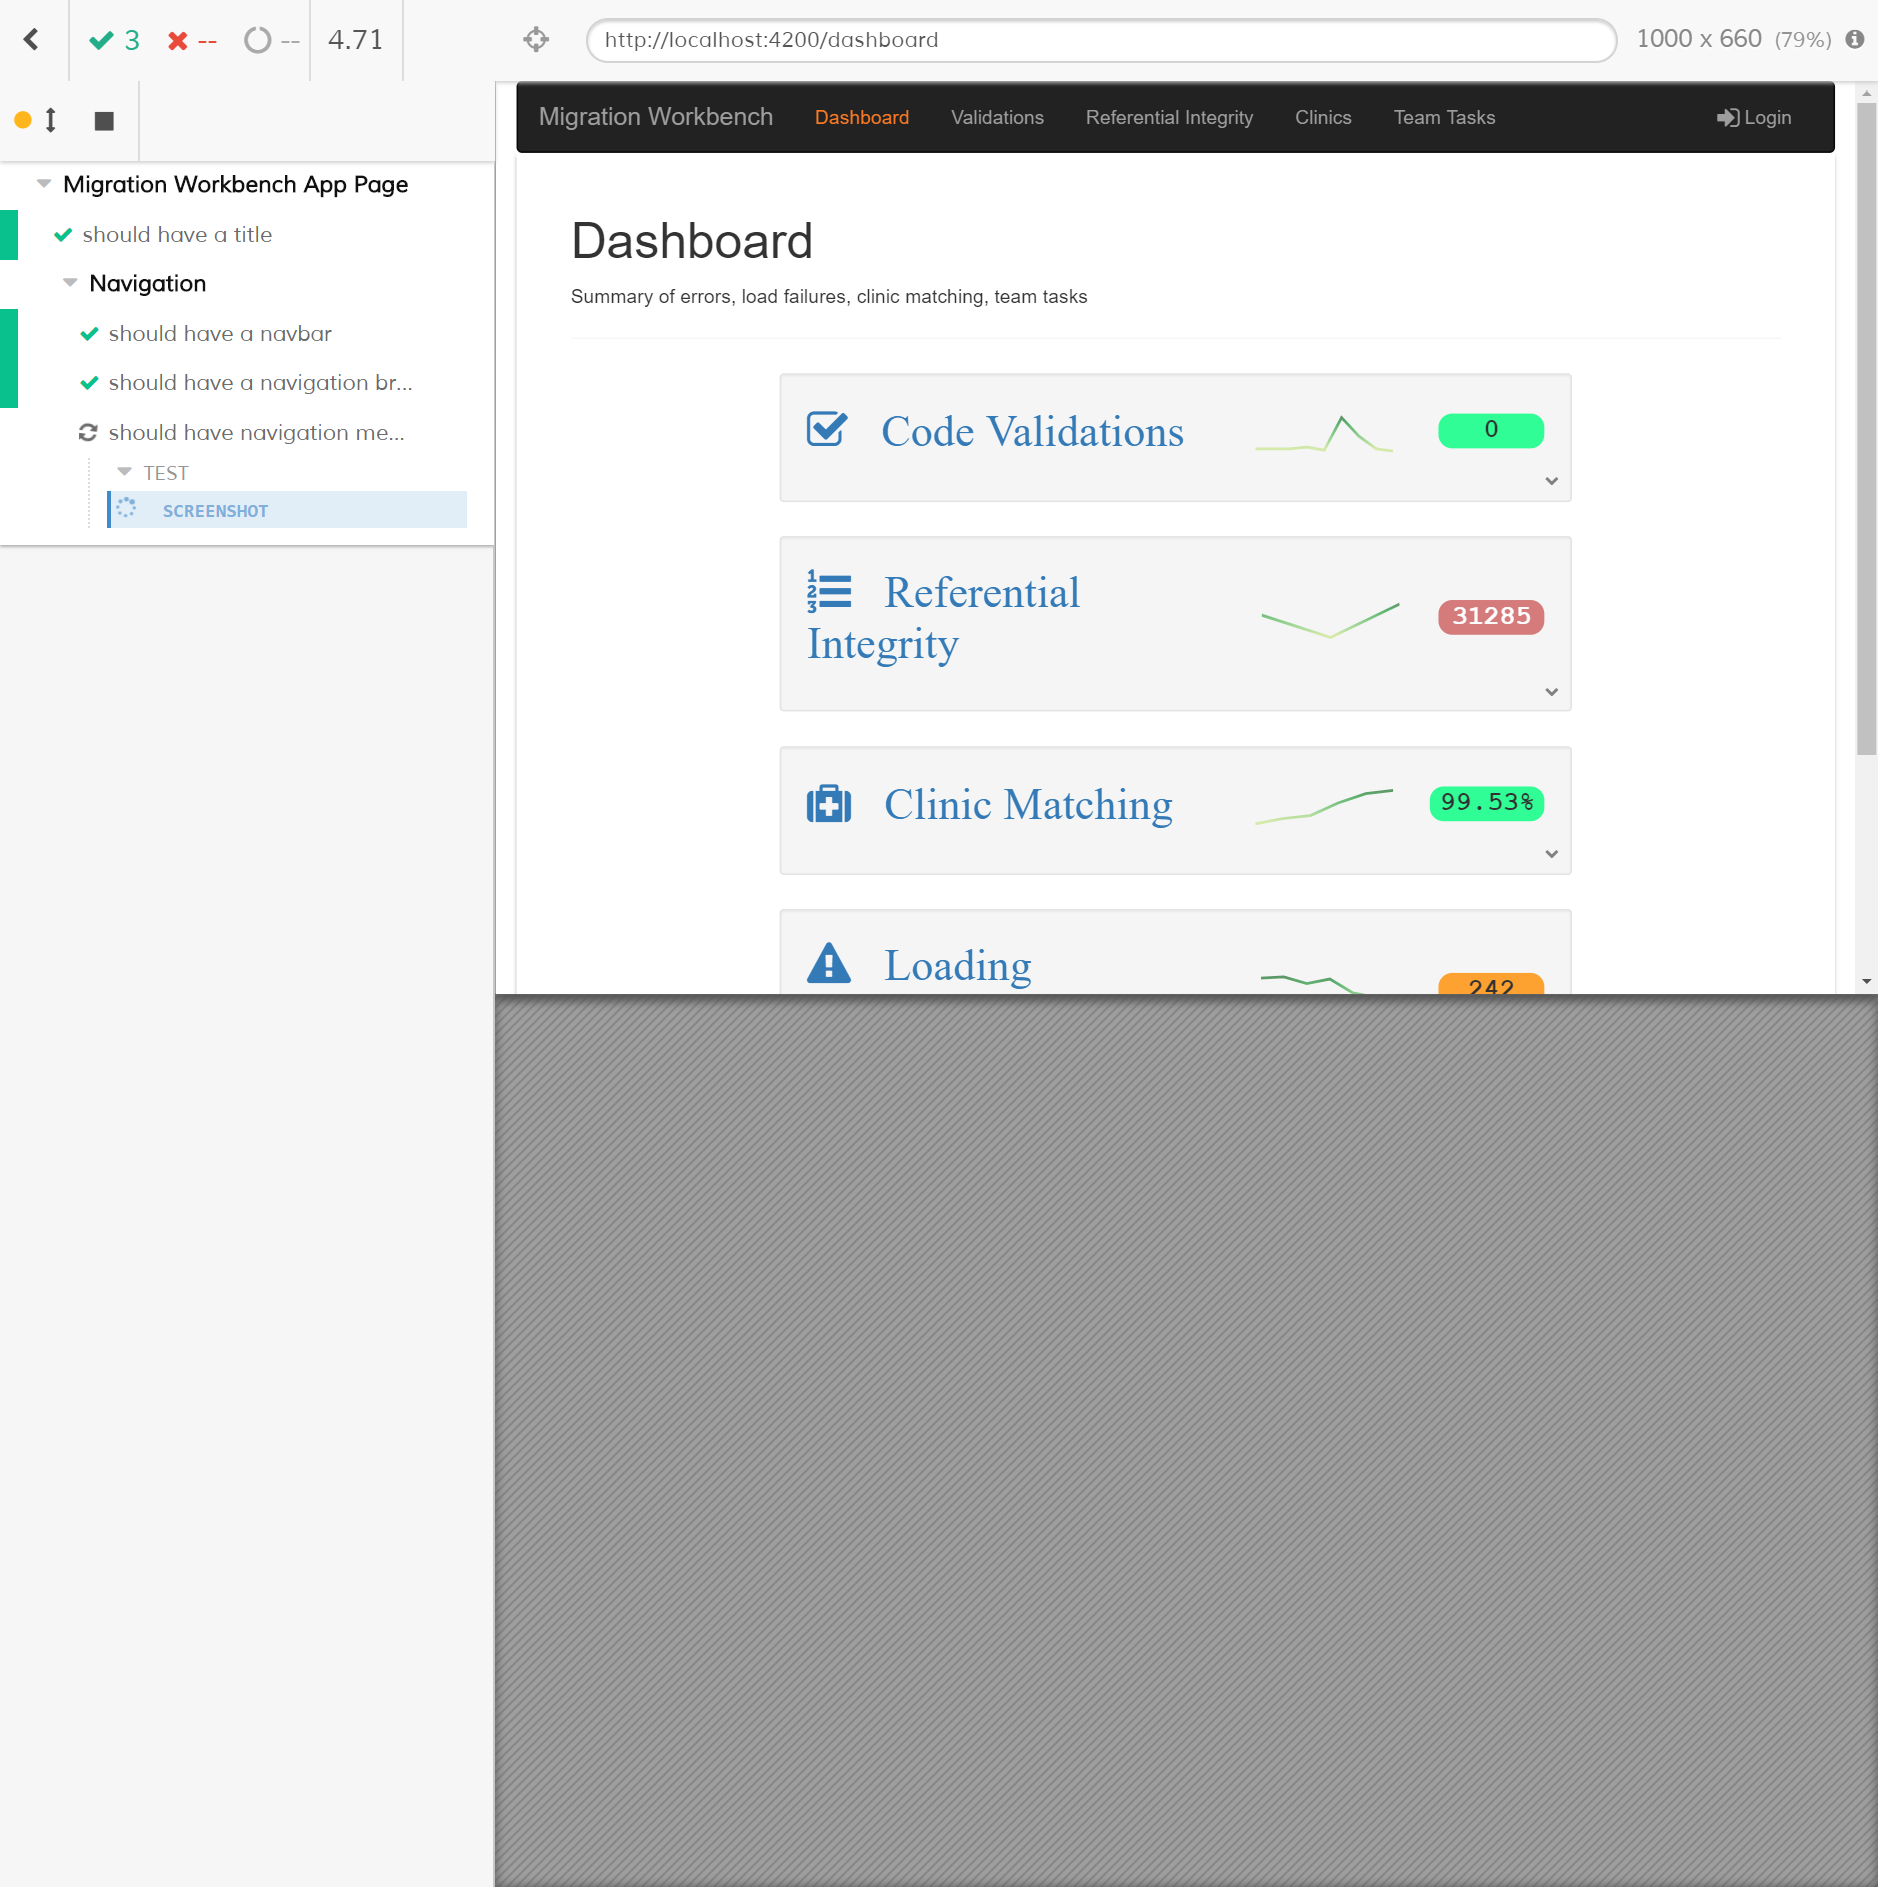 3 -- -- 4.71
http://localhost:4200/dashboard
1000 x 660 (79%)
Migration Workbench App Page
should have a title
Navigation
should have a navbar
should have a navigation br...
should have navigation me...
TEST
SCREENSHOT
Migration Workbench Dashboard Validations Referential Integrity Clinics Team Tasks Login
Dashboard
Summary of errors, load failures, clinic matching, team tasks
Code Validations 0
1
2
3
Referential
Integrity
31285
Clinic Matching 99.53%
Loading
242